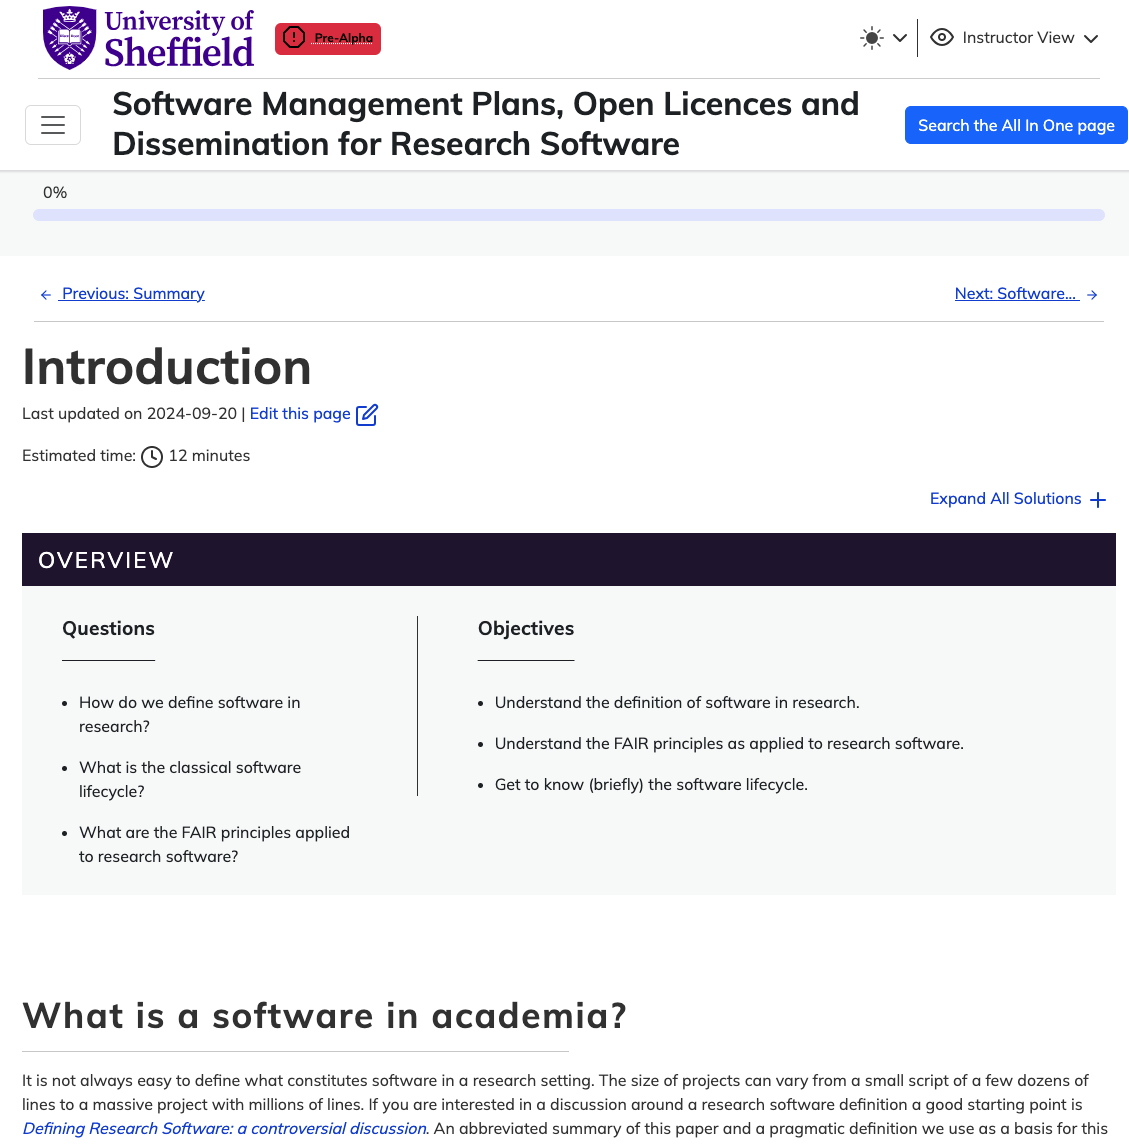 University of
Sheffield
Pre-Alpha
Instructor View
Software Management Plans, Open Licences and
Dissemination for Research Software
Search the All In One page
0%
Previous: Summary
Next: Software...
Introduction
Last updated on 2024-09-20 | Edit this page
Estimated time: 12 minutes
Expand All Solutions
OVERVIEW
Questions
How do we define software in
research?
What is the classical software
lifecycle?
What are the FAIR principles applied
to research software?
Objectives
Understand the definition of software in research.
Understand the FAIR principles as applied to research software.
Get to know (briefly) the software lifecycle.
What is a software in academia?
It is not always easy to define what constitutes software in a research setting. The size of projects can vary from a small script of a few dozens of
lines to a massive project with millions of lines. If you are interested in a discussion around a research software definition a good starting point is
Defining Research Software: a controversial discussion. An abbreviated summary of this paper and a pragmatic definition we use as a basis for this